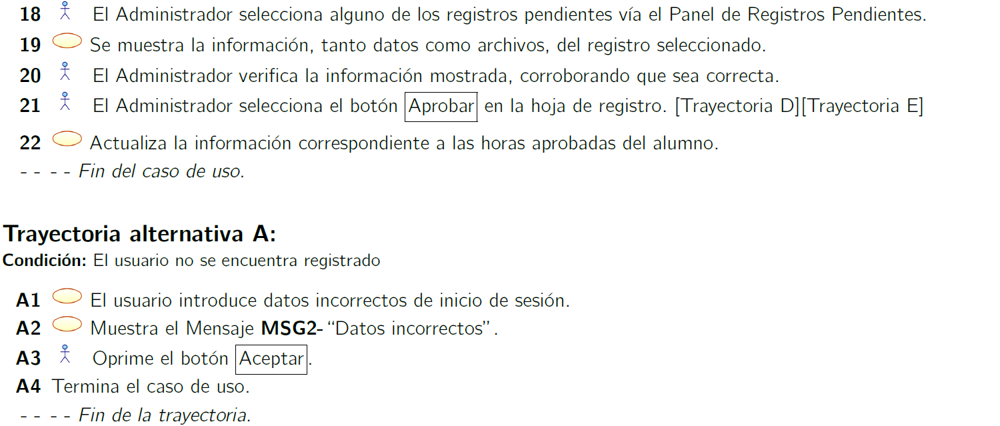 18 El Administrador selecciona alguno de los registros pendientes vía el Panel de Registros Pendientes.
19 Se muestra la información, tanto datos como archivos, del registro seleccionado.
20 El Administrador verifica la información mostrada, corroborando que sea correcta.
21 El Administrador selecciona el botón Aprobar en la hoja de registro. [Trayectoria D][Trayectoria E]
22 Actualiza la información correspondiente a las horas aprobadas del alumno.
- - - - Fin del caso de uso.
Trayectoria alternativa A:
Condición: El usuario no se encuentra registrado
A1 El usuario introduce datos incorrectos de inicio de sesión.
A2 Muestra el Mensaje MSG2-“Datos incorrectos”.
A3 Oprime el botón Aceptar.
A4 Termina el caso de uso.
- - - - Fin de la trayectoria.